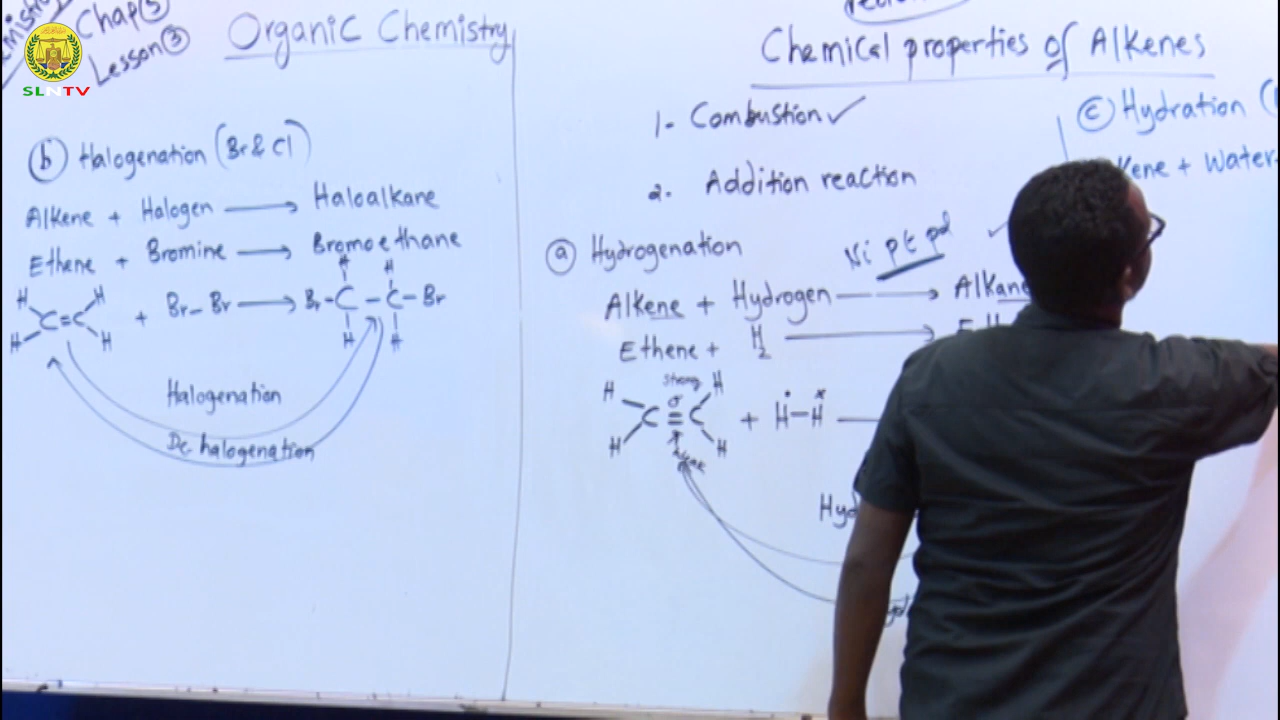 Chap 5
Lesson ③
SLNTV
Organic Chemistry
ⓑ Halogenation (Br & Cl)
Alkene + Halogen ⟶ Haloalkane
Ethene + Bromine ⟶ Bromoethane
H H H H
C=C + Br-Br ⟶ Br-C-C-Br
H H H H
Halogenation
De halogenation
Chemical properties of Alkenes
1- Combustion ✓
2. Addition reaction
ⓐ Hydrogenation
Ni pt pd
Alkene + Hydrogen ⟶ Alkane
Ethene + H₂ ⟶
H strong H
σ
C=C + H-H
H H
weak
ⓒ Hydration (
+ Water